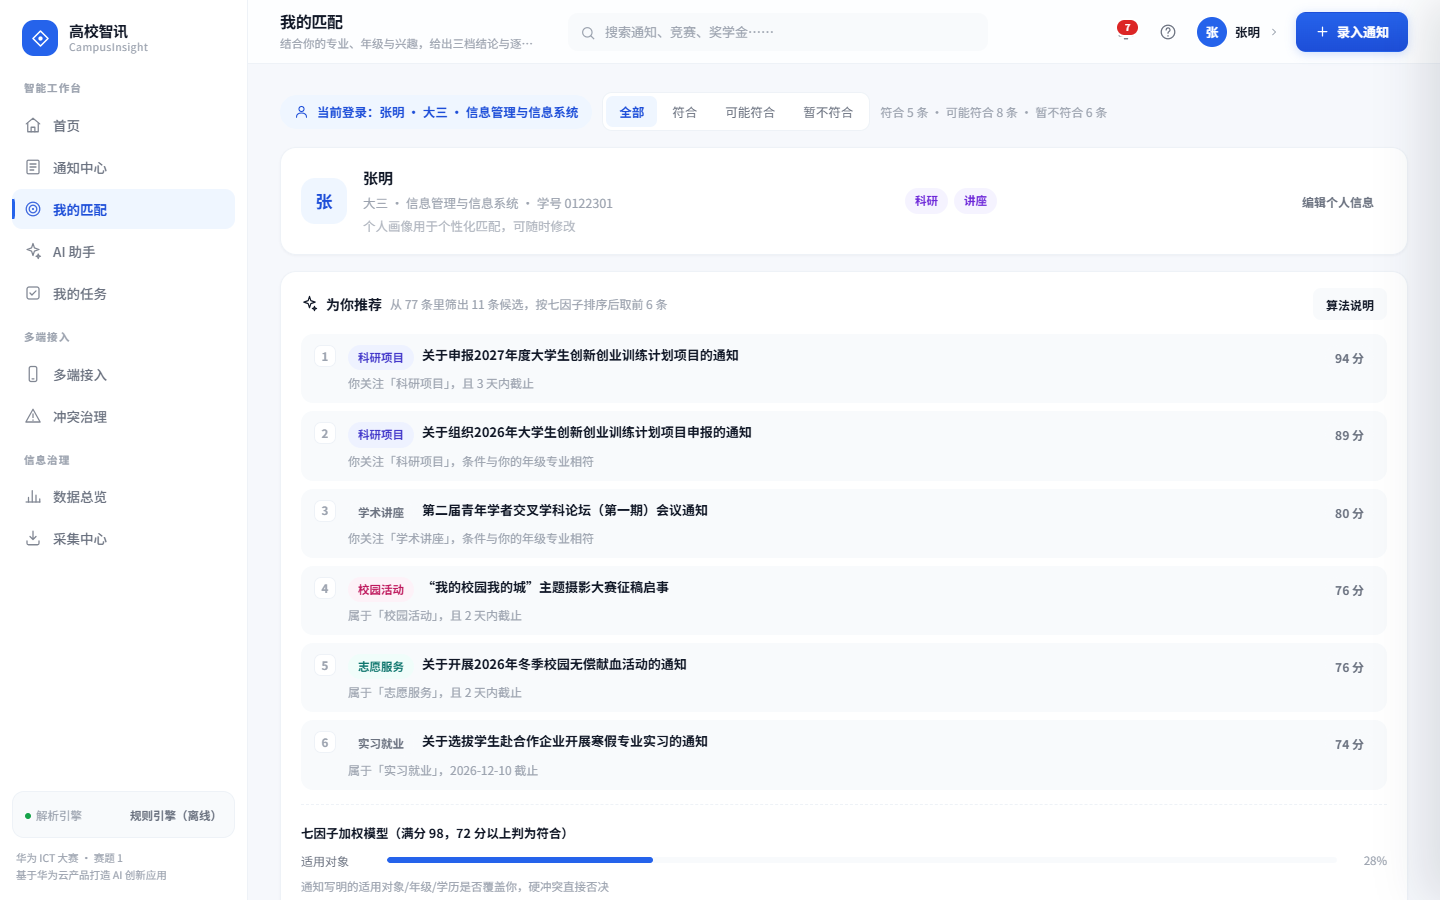 高校智讯
CampusInsight
智能工作台
首页
通知中心
我的匹配
AI 助手
我的任务
多端接入
多端接入
冲突治理
信息治理
数据总览
采集中心
解析引擎
规则引擎（离线）
华为 ICT 大赛 · 赛题 1
基于华为云产品打造 AI 创新应用
我的匹配
结合你的专业、年级与兴趣，给出三档结论与逐…
搜索通知、竞赛、奖学金……
7
张 张明
录入通知
当前登录：张明 · 大三 · 信息管理与信息系统
全部 符合 可能符合 暂不符合
符合 5 条 · 可能符合 8 条 · 暂不符合 6 条
张
张明
大三 · 信息管理与信息系统 · 学号 0122301
个人画像用于个性化匹配，可随时修改
科研 讲座
编辑个人信息
为你推荐 从 77 条里筛出 11 条候选，按七因子排序后取前 6 条
算法说明
1 科研项目 关于申报2027年度大学生创新创业训练计划项目的通知 94 分
你关注「科研项目」，且 3 天内截止
2 科研项目 关于组织2026年大学生创新创业训练计划项目申报的通知 89 分
你关注「科研项目」，条件与你的年级专业相符
3 学术讲座 第二届青年学者交叉学科论坛（第一期）会议通知 80 分
你关注「学术讲座」，条件与你的年级专业相符
4 校园活动 “我的校园我的城”主题摄影大赛征稿启事 76 分
属于「校园活动」，且 2 天内截止
5 志愿服务 关于开展2026年冬季校园无偿献血活动的通知 76 分
属于「志愿服务」，且 2 天内截止
6 实习就业 关于选拔学生赴合作企业开展寒假专业实习的通知 74 分
属于「实习就业」，2026-12-10 截止
七因子加权模型（满分 98，72 分以上判为符合）
适用对象 28%
通知写明的适用对象/年级/学历是否覆盖你，硬冲突直接否决